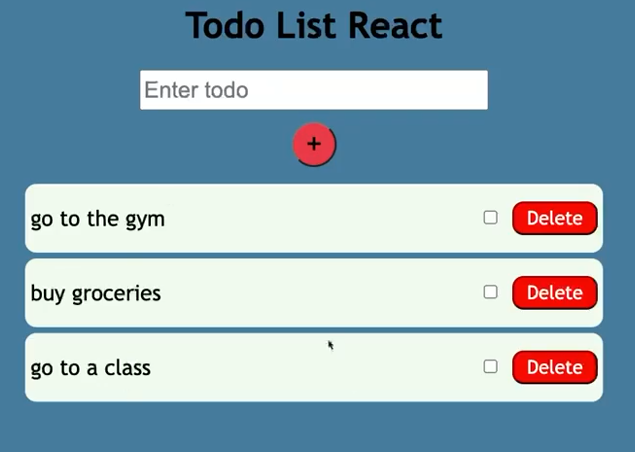 Todo List React
Enter todo
+
go to the gym Delete
buy groceries Delete
go to a class Delete